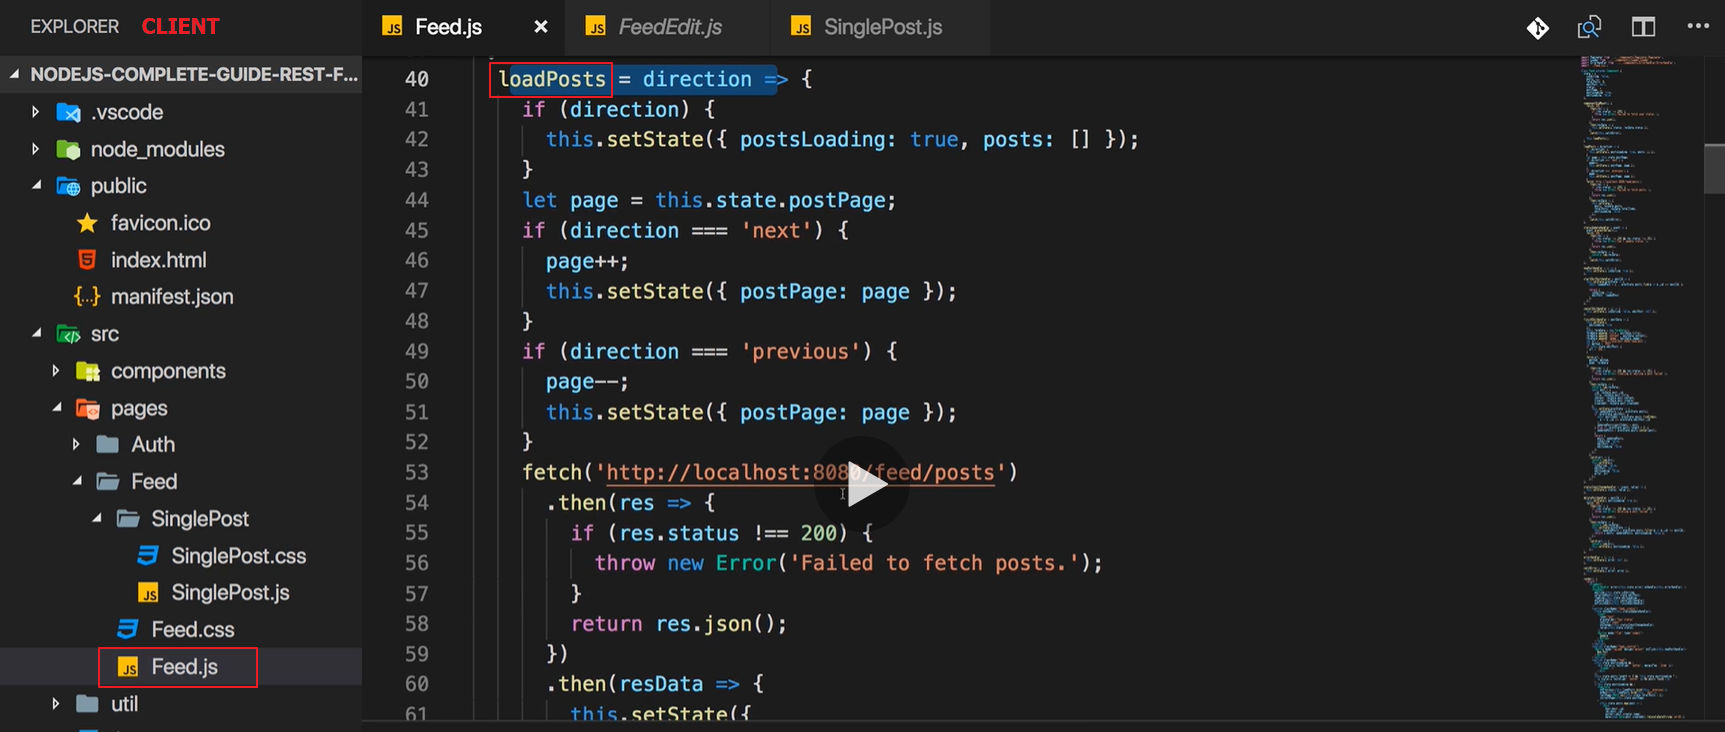 EXPLORER CLIENT
NODEJS-COMPLETE-GUIDE-REST-F...
.vscode
node_modules
public
favicon.ico
index.html
manifest.json
src
components
pages
Auth
Feed
SinglePost
SinglePost.css
SinglePost.js
Feed.css
Feed.js
util
Feed.js
FeedEdit.js
SinglePost.js
40 loadPosts = direction => {
41 if (direction) {
42 this.setState({ postsLoading: true, posts: [] });
43 }
44 let page = this.state.postPage;
45 if (direction === 'next') {
46 page++;
47 this.setState({ postPage: page });
48 }
49 if (direction === 'previous') {
50 page--;
51 this.setState({ postPage: page });
52 }
53 fetch('http://localhost:8080/feed/posts')
54 .then(res => {
55 if (res.status !== 200) {
56 throw new Error('Failed to fetch posts.');
57 }
58 return res.json();
59 })
60 .then(resData => {
61 this.setState({